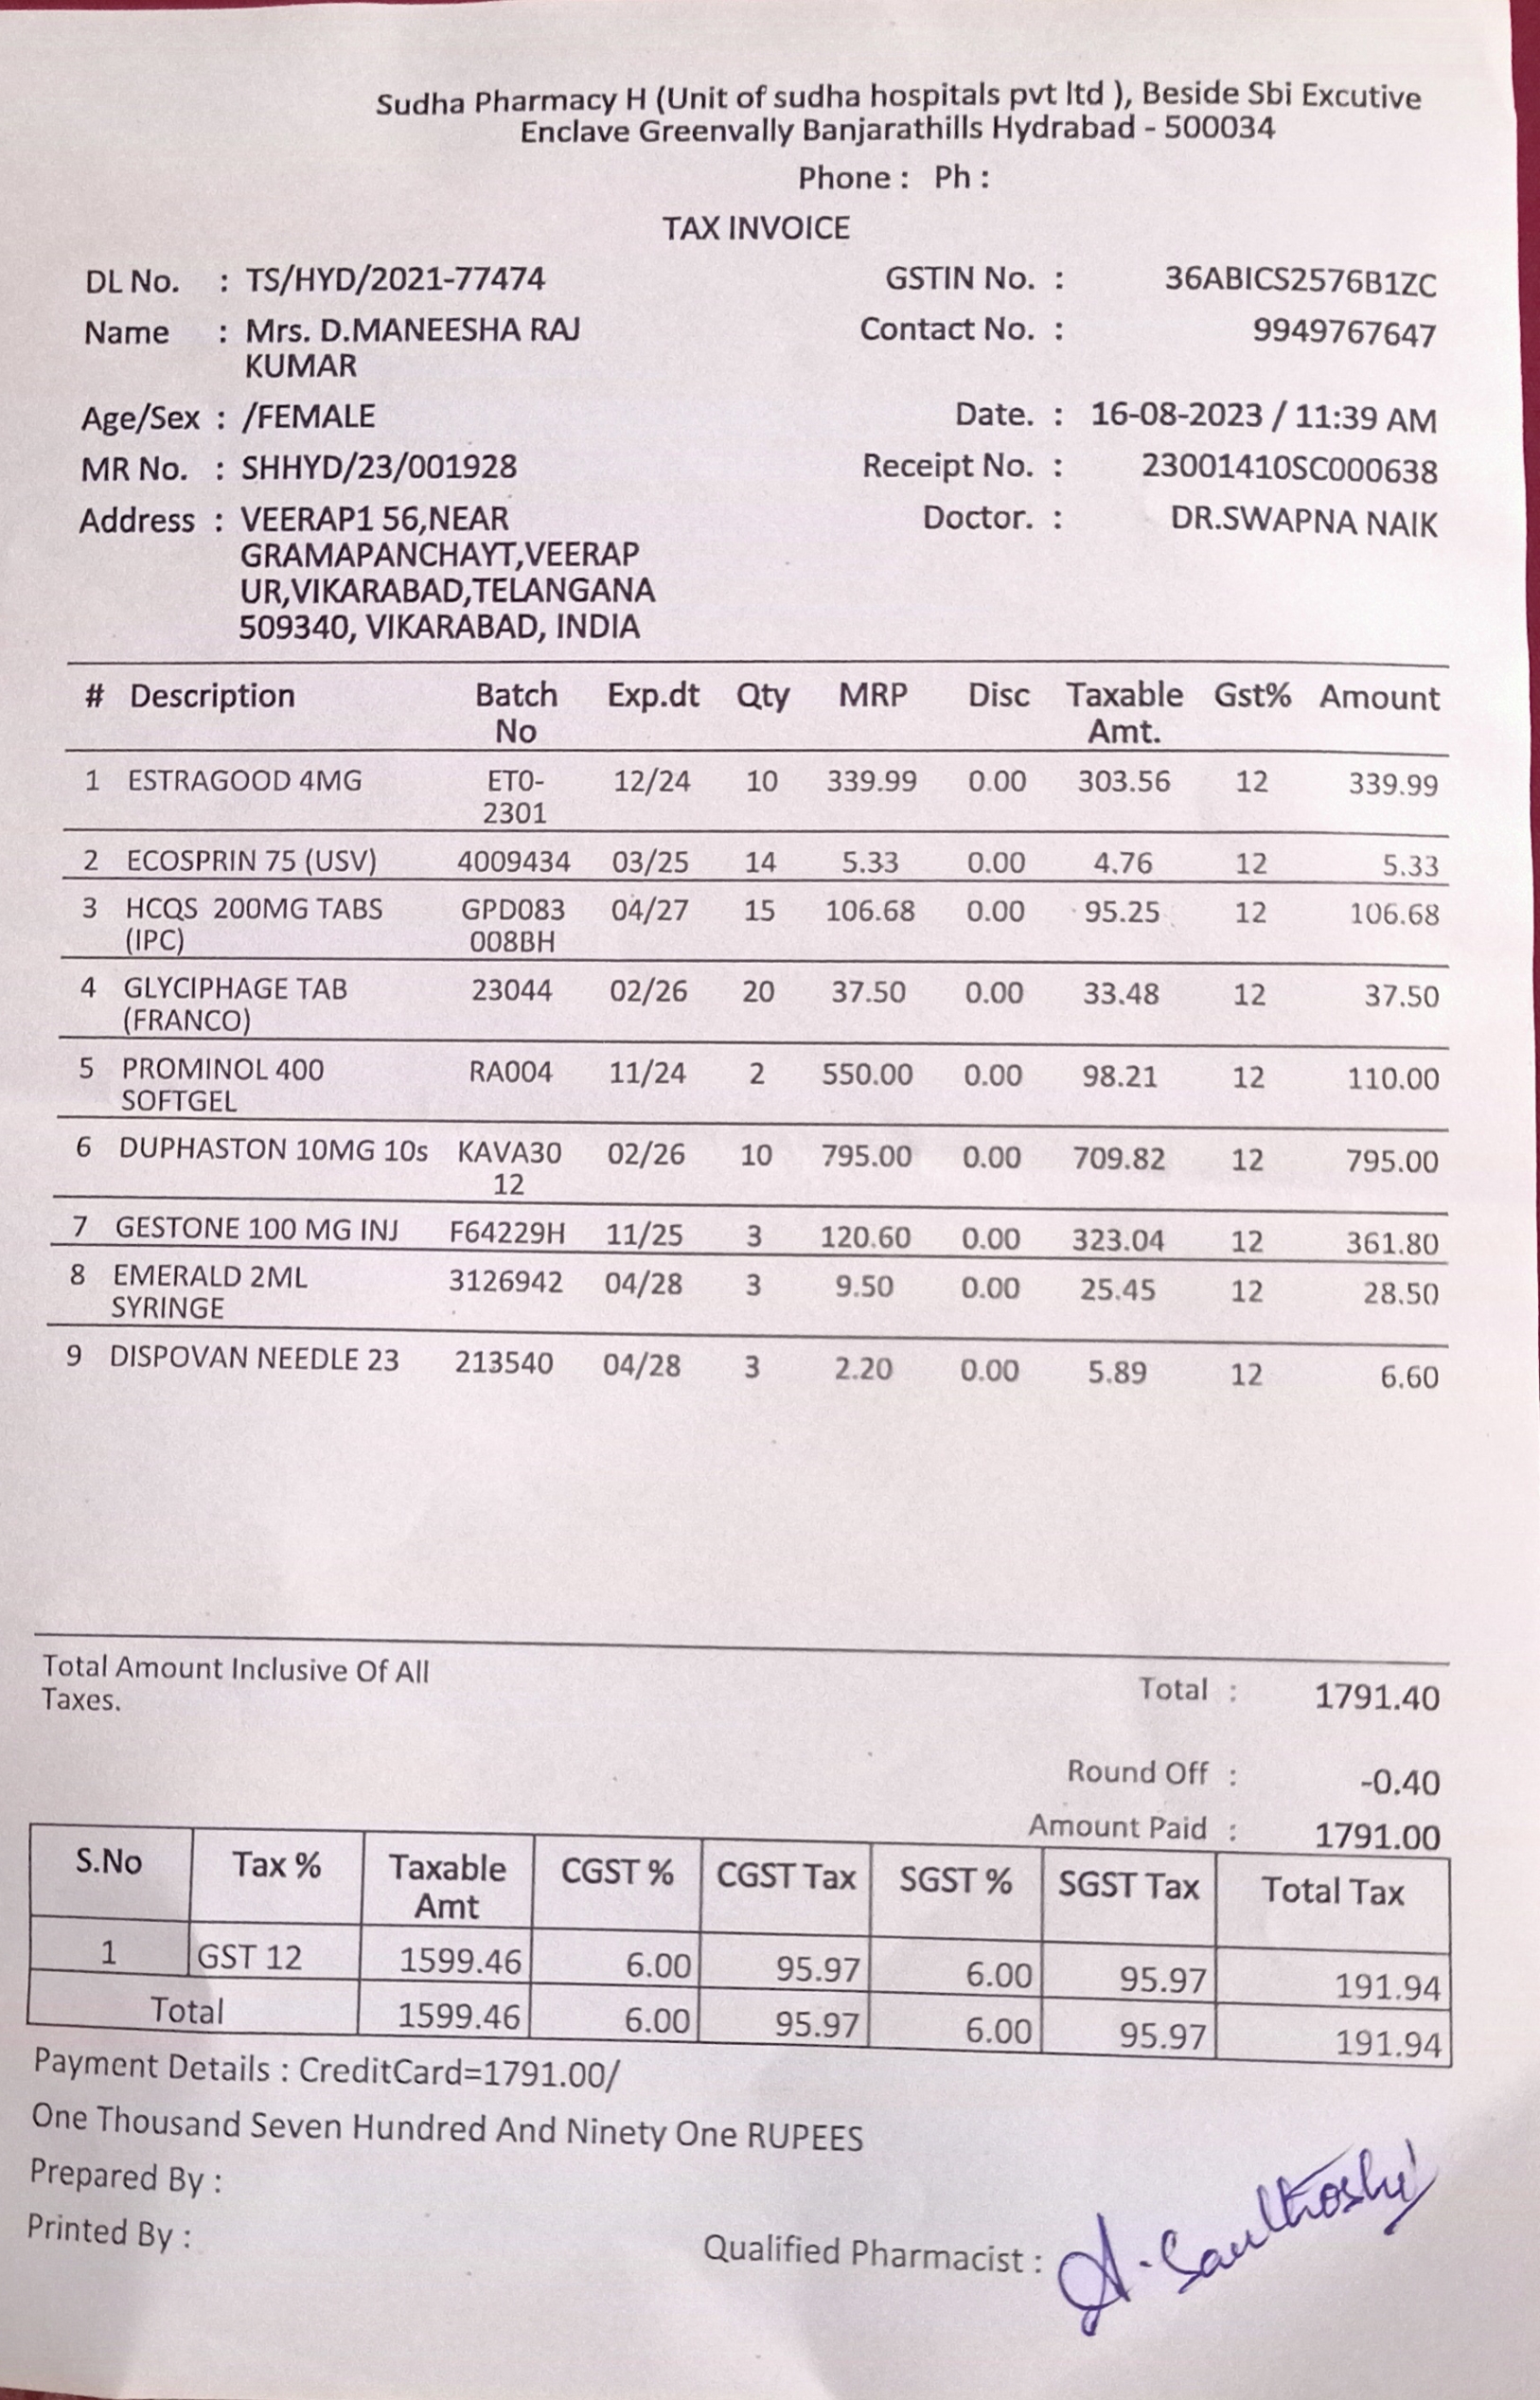 Sudha Pharmacy H (Unit of sudha hospitals pvt ltd ), Beside Sbi Excutive
Enclave Greenvally Banjarathills Hydrabad - 500034
Phone : Ph :
TAX INVOICE
DL No. : TS/HYD/2021-77474 GSTIN No. : 36ABICS2576B1ZC
Name : Mrs. D.MANEESHA RAJ Contact No. : 9949767647
KUMAR
Age/Sex : /FEMALE Date. : 16-08-2023 / 11:39 AM
MR No. : SHHYD/23/001928 Receipt No. : 23001410SC000638
Address : VEERAP1 56,NEAR Doctor. : DR.SWAPNA NAIK
GRAMAPANCHAYT,VEERAP
UR,VIKARABAD,TELANGANA
509340, VIKARABAD, INDIA
# Description Batch Exp.dt Qty MRP Disc Taxable Gst% Amount
No Amt.
1 ESTRAGOOD 4MG ET0- 12/24 10 339.99 0.00 303.56 12 339.99
2301
2 ECOSPRIN 75 (USV) 4009434 03/25 14 5.33 0.00 4.76 12 5.33
3 HCQS 200MG TABS GPD083 04/27 15 106.68 0.00 95.25 12 106.68
(IPC) 008BH
4 GLYCIPHAGE TAB 23044 02/26 20 37.50 0.00 33.48 12 37.50
(FRANCO)
5 PROMINOL 400 RA004 11/24 2 550.00 0.00 98.21 12 110.00
SOFTGEL
6 DUPHASTON 10MG 10s KAVA30 02/26 10 795.00 0.00 709.82 12 795.00
12
7 GESTONE 100 MG INJ F64229H 11/25 3 120.60 0.00 323.04 12 361.80
8 EMERALD 2ML 3126942 04/28 3 9.50 0.00 25.45 12 28.50
SYRINGE
9 DISPOVAN NEEDLE 23 213540 04/28 3 2.20 0.00 5.89 12 6.60
Total Amount Inclusive Of All Total : 1791.40
Taxes.
Round Off : -0.40
Amount Paid : 1791.00
S.No Tax % Taxable CGST % CGST Tax SGST % SGST Tax Total Tax
Amt
1 GST 12 1599.46 6.00 95.97 6.00 95.97 191.94
Total 1599.46 6.00 95.97 6.00 95.97 191.94
Payment Details : CreditCard=1791.00/
One Thousand Seven Hundred And Ninety One RUPEES
Prepared By :
Printed By :
Qualified Pharmacist :